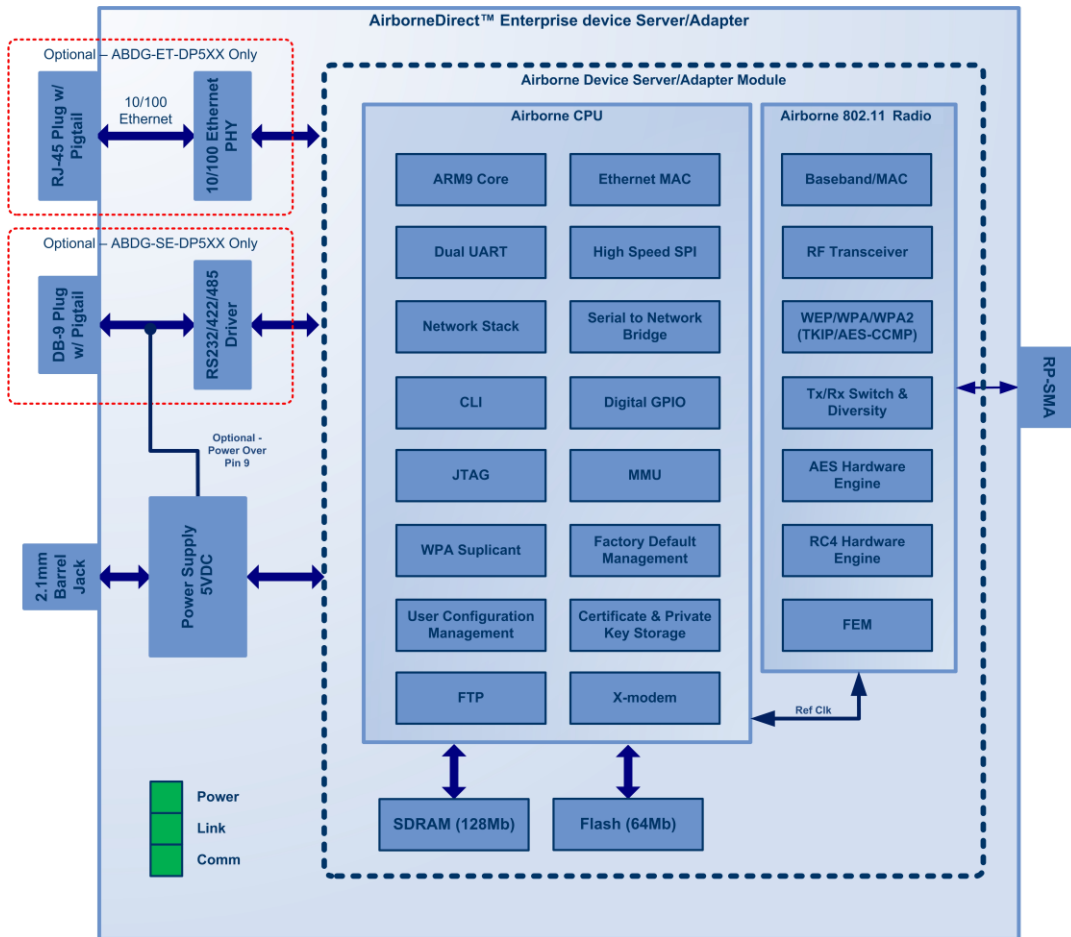 AirborneDirect™ Enterprise device Server/Adapter
Optional – ABDG-ET-DP5XX Only
RJ-45 Plug w/
Pigtail
10/100
Ethernet
10/100 Ethernet
PHY
Optional – ABDG-SE-DP5XX Only
DB-9 Plug
w/ Pigtail
RS232/422/485
Driver
Optional -
Power Over
Pin 9
2.1mm
Barrel
Jack
Power Supply
5VDC
Airborne Device Server/Adapter Module
Airborne CPU
ARM9 Core
Ethernet MAC
Dual UART
High Speed SPI
Network Stack
Serial to Network
Bridge
CLI
Digital GPIO
JTAG
MMU
WPA Suplicant
Factory Default
Management
User Configuration
Management
Certificate & Private
Key Storage
FTP
X-modem
Airborne 802.11 Radio
Baseband/MAC
RF Transceiver
WEP/WPA/WPA2
(TKIP/AES-CCMP)
Tx/Rx Switch &
Diversity
AES Hardware
Engine
RC4 Hardware
Engine
FEM
Ref Clk
RP-SMA
SDRAM (128Mb)
Flash (64Mb)
Power
Link
Comm